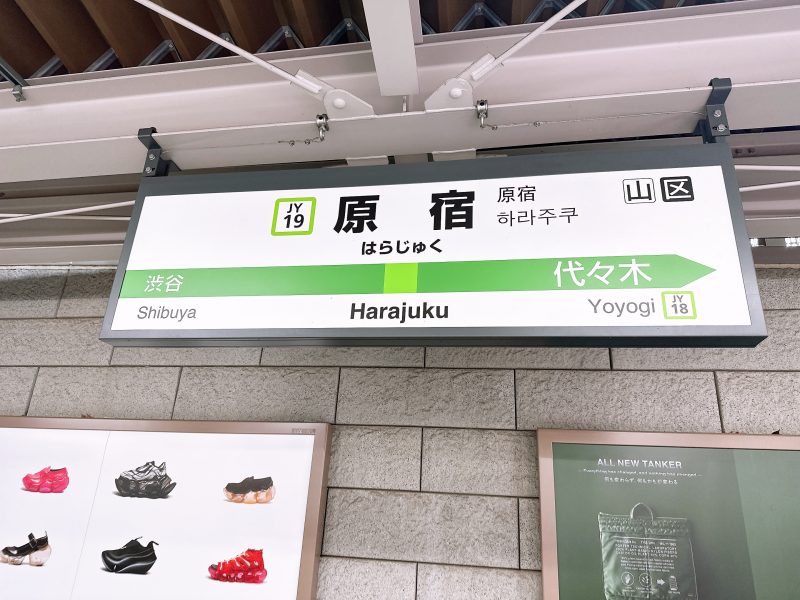 JY
19
原宿
原宿
하라주쿠
山 区
はらじゅく
渋谷
代々木
Shibuya
Harajuku
Yoyogi
JY
18
ALL NEW TANKER